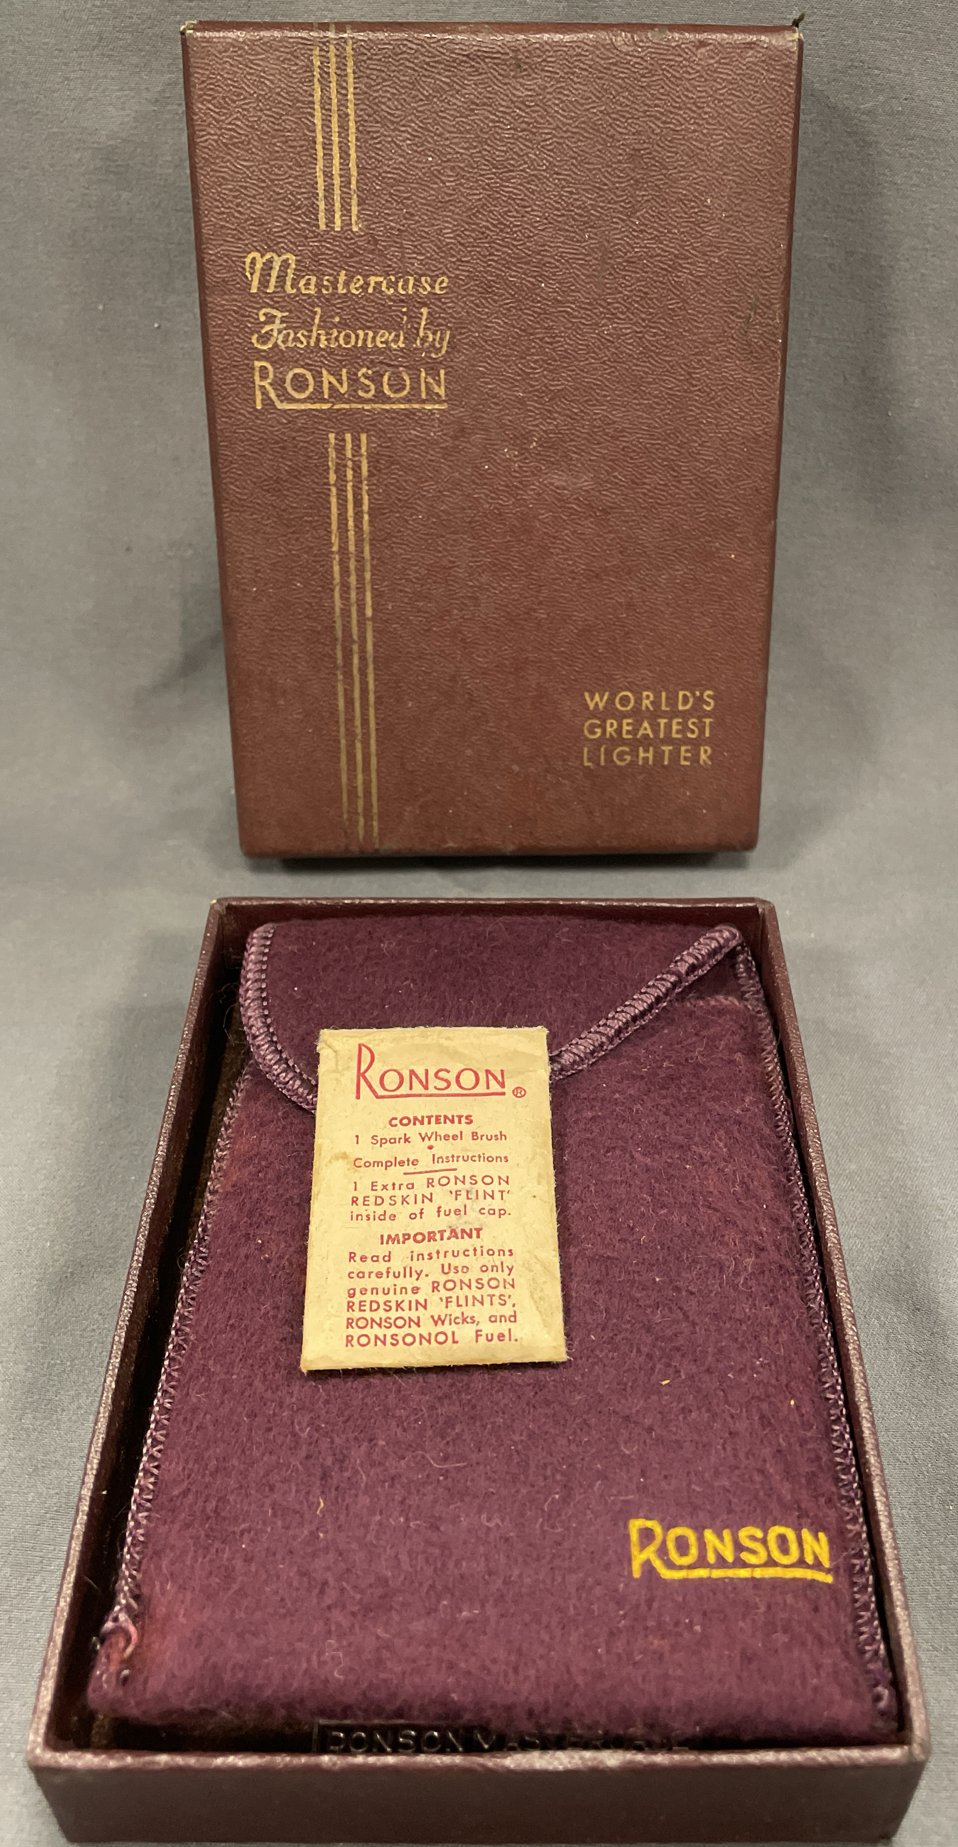 Mastercase
Fashioned by
RONSON
WORLD'S
GREATEST
LIGHTER
RONSON®
CONTENTS
1 Spark Wheel Brush
•
Complete Instructions
1 Extra RONSON
REDSKIN 'FLINT'
inside of fuel cap.
IMPORTANT
Read instructions
carefully. Use only
genuine RONSON
REDSKIN 'FLINTS',
RONSON Wicks, and
RONSONOL Fuel.
RONSON
RONSON MASTERCASE